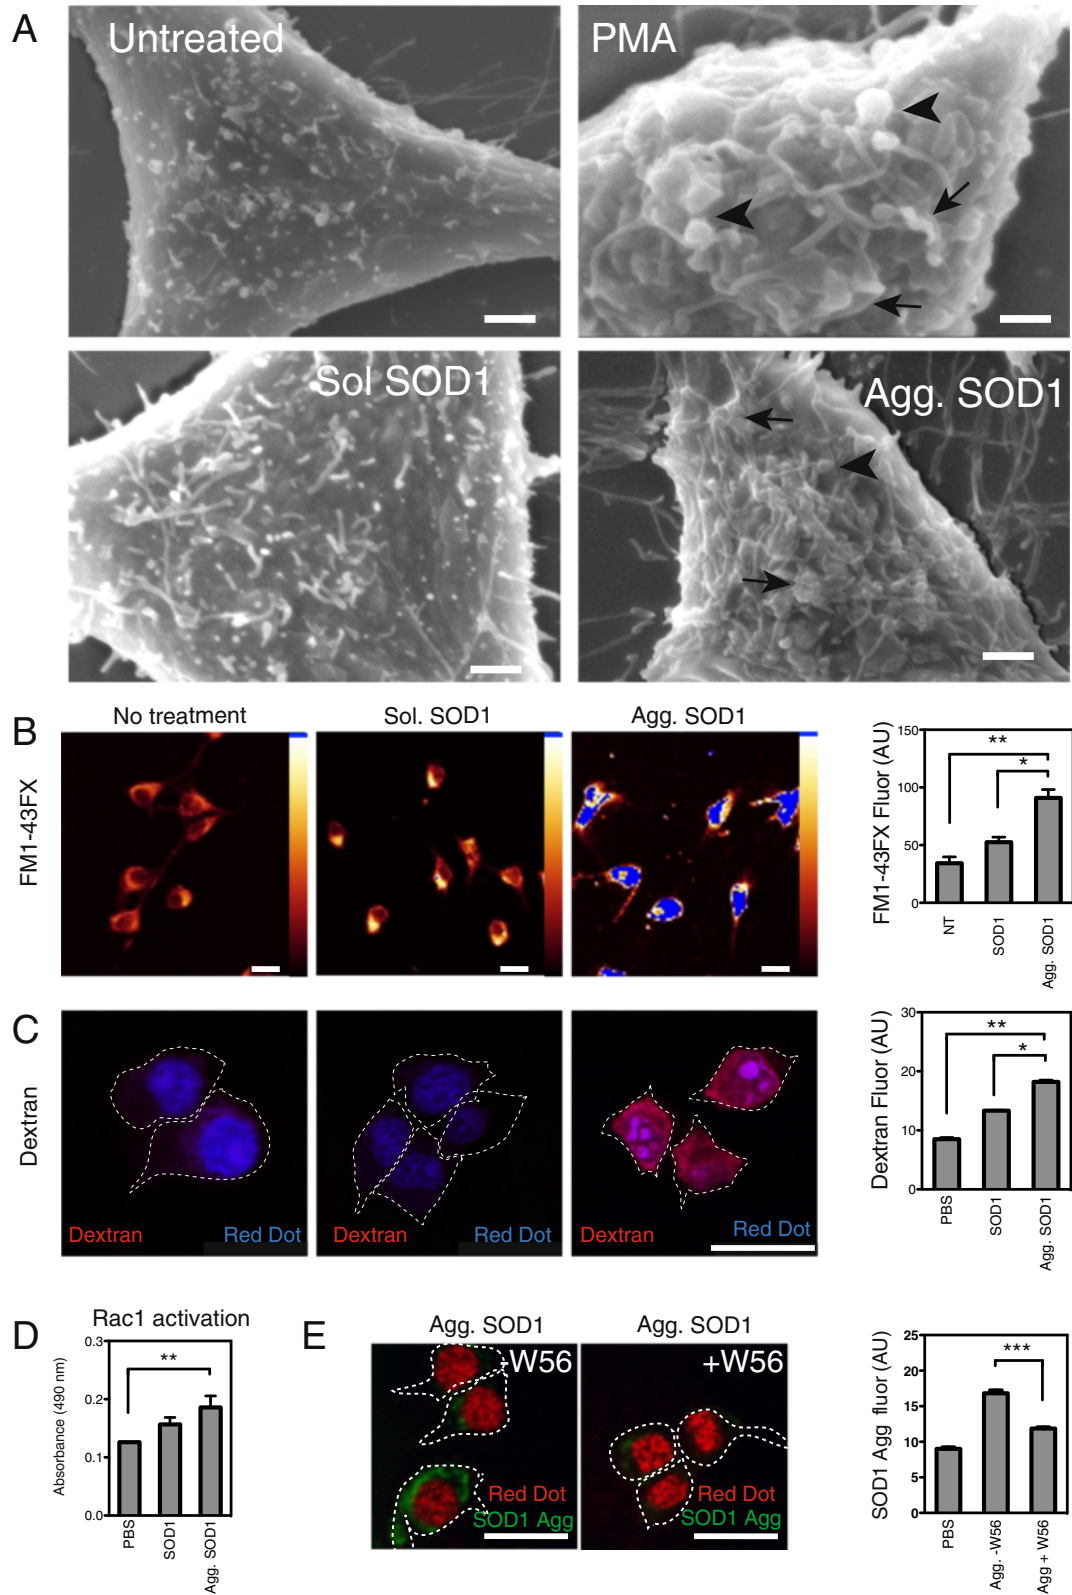 A
Untreated
PMA
Sol SOD1
Agg. SOD1
B
No treatment
Sol. SOD1
Agg. SOD1
FM1-43FX
FM1-43FX Fluor (AU)
150
100
50
0
**
*
NT
SOD1
Agg. SOD1
C
Dextran
Dextran
Red Dot
Dextran
Red Dot
Dextran
Red Dot
Dextran Fluor (AU)
30
20
10
0
**
*
PBS
SOD1
Agg. SOD1
D
Rac1 activation
Absorbance (490 nm)
0.3
0.2
0.1
0.0
**
PBS
SOD1
Agg. SOD1
E
Agg. SOD1
Agg. SOD1
-W56
+W56
Red Dot
SOD1 Agg
Red Dot
SOD1 Agg
SOD1 Agg fluor (AU)
25
20
15
10
5
0
***
PBS
Agg. -W56
Agg + W56